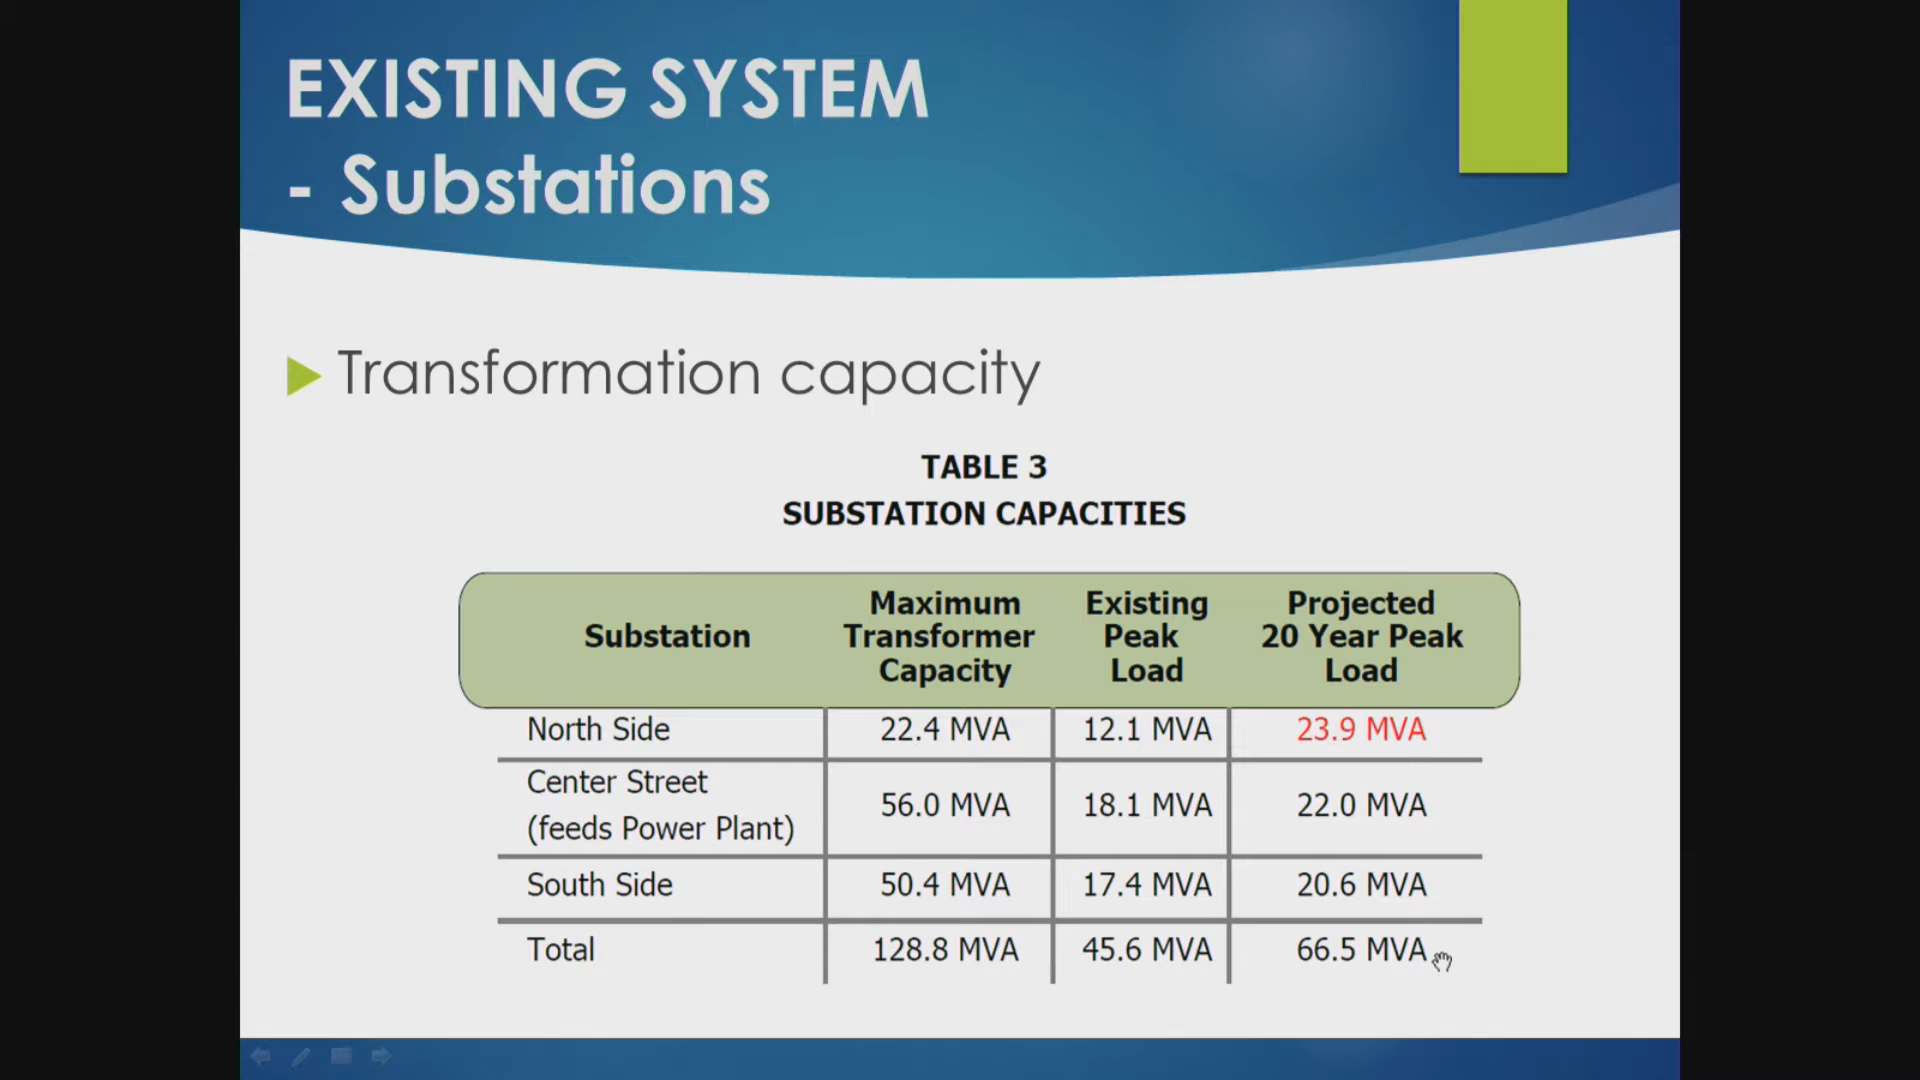 EXISTING SYSTEM
- Substations
Transformation capacity
TABLE 3
SUBSTATION CAPACITIES
Substation
Maximum
Transformer
Capacity
Existing
Peak
Load
Projected
20 Year Peak
Load
North Side 22.4 MVA 12.1 MVA 23.9 MVA
Center Street
(feeds Power Plant)
56.0 MVA 18.1 MVA 22.0 MVA
South Side 50.4 MVA 17.4 MVA 20.6 MVA
Total 128.8 MVA 45.6 MVA 66.5 MVA